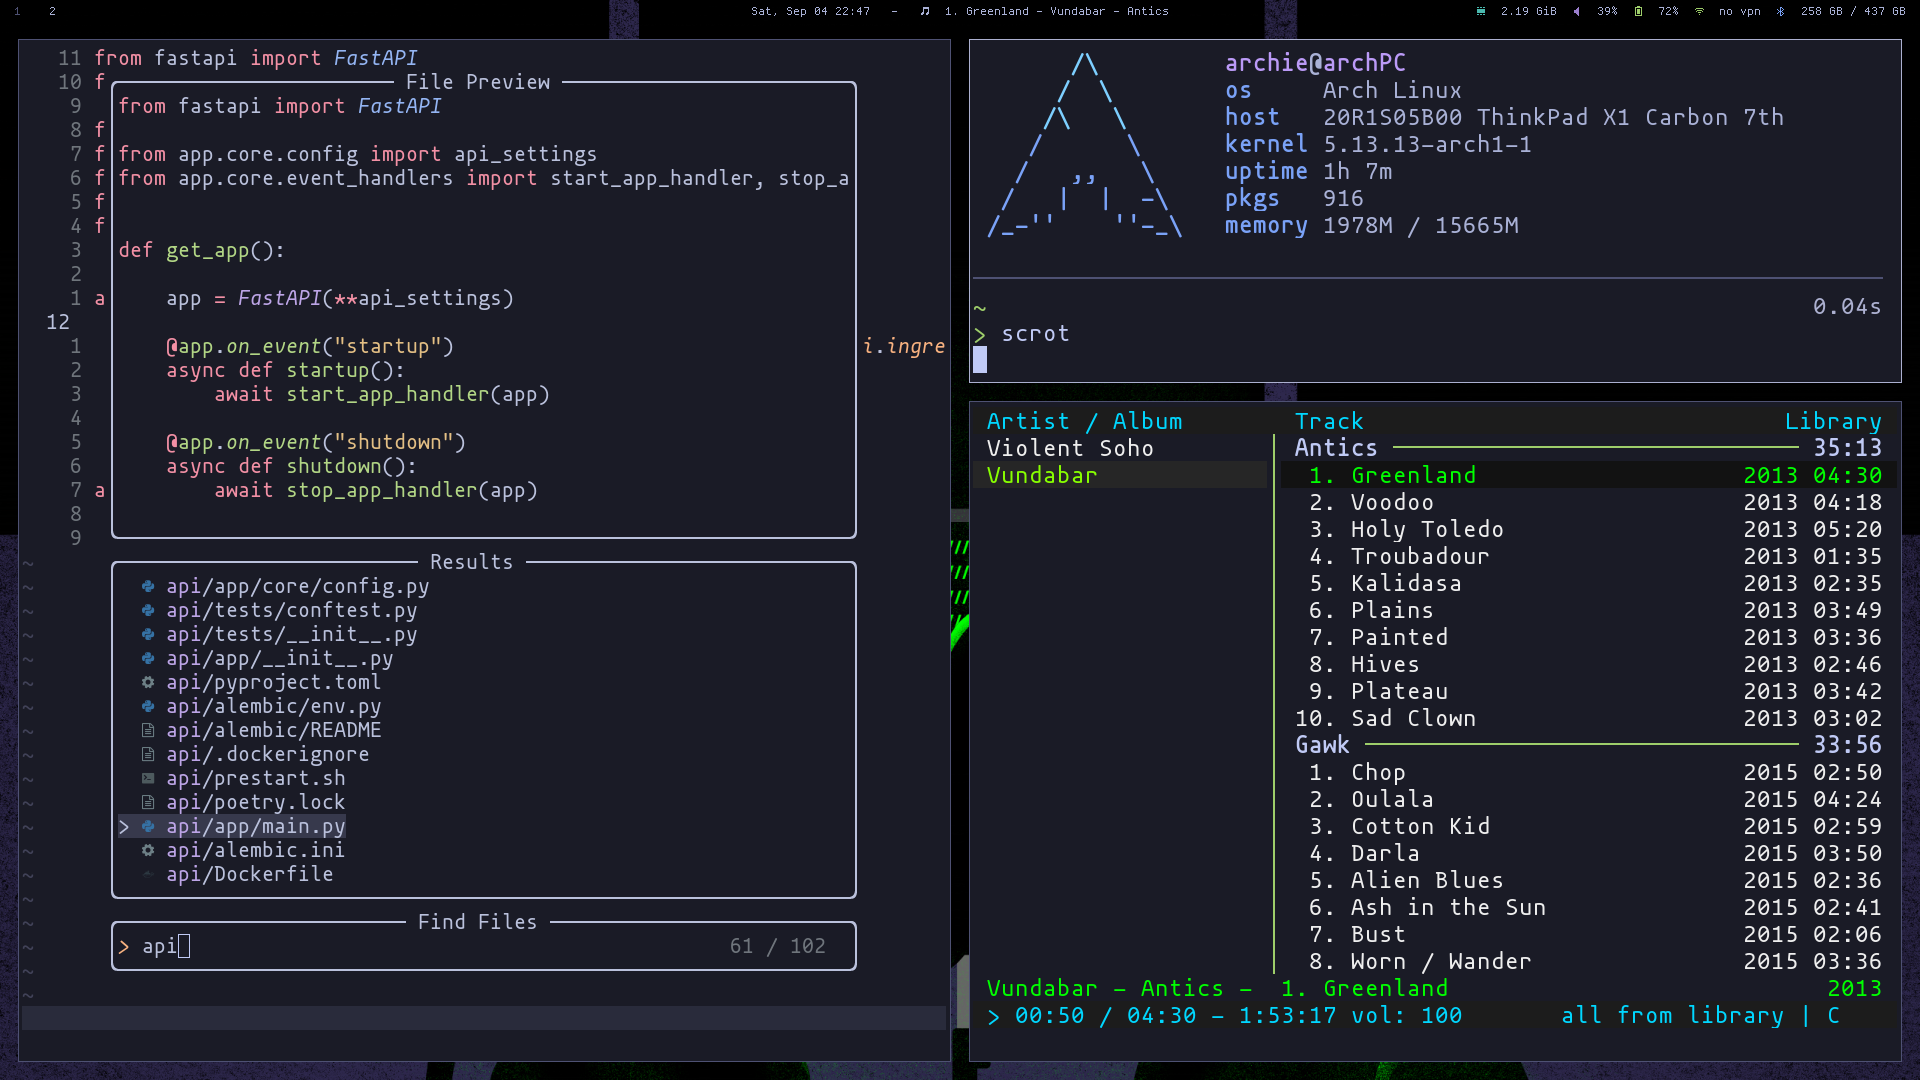 1 2 Sat, Sep 04 22:47 - 1. Greenland - Vundabar - Antics 2.19 GiB 39% 72% no vpn 258 GB / 437 GB
11 from fastapi import FastAPI
10 f
File Preview
9 from fastapi import FastAPI
8 f
7 f from app.core.config import api_settings
6 f from app.core.event_handlers import start_app_handler, stop_a
5 f
4 f
3 def get_app():
2
1 a app = FastAPI(**api_settings)
12
1 @app.on_event("startup") i.ingre
2 async def startup():
3 await start_app_handler(app)
4
5 @app.on_event("shutdown")
6 async def shutdown():
7 a await stop_app_handler(app)
8
9
~
Results
api/app/core/config.py
~ api/tests/conftest.py
~ api/tests/__init__.py
~ api/app/__init__.py
~ api/pyproject.toml
~ api/alembic/env.py
~ api/alembic/README
~ api/.dockerignore
~ api/prestart.sh
~ api/poetry.lock
~ > api/app/main.py
~ api/alembic.ini
~ api/Dockerfile
~
~ Find Files
~ > api 61 / 102
~
~
/\
/ \
/\ \
/ \
/ ,, \
/ | | -\
/_-'' ''-_\
archie@archPC
os Arch Linux
host 20R1S05B00 ThinkPad X1 Carbon 7th
kernel 5.13.13-arch1-1
uptime 1h 7m
pkgs 916
memory 1978M / 15665M
~ 0.04s
> scrot
Artist / Album Track Library
Violent Soho
Vundabar
Antics 35:13
1. Greenland 2013 04:30
2. Voodoo 2013 04:18
3. Holy Toledo 2013 05:20
4. Troubadour 2013 01:35
5. Kalidasa 2013 02:35
6. Plains 2013 03:49
7. Painted 2013 03:36
8. Hives 2013 02:46
9. Plateau 2013 03:42
10. Sad Clown 2013 03:02
Gawk 33:56
1. Chop 2015 02:50
2. Oulala 2015 04:24
3. Cotton Kid 2015 02:59
4. Darla 2015 03:50
5. Alien Blues 2015 02:36
6. Ash in the Sun 2015 02:41
7. Bust 2015 02:06
8. Worn / Wander 2015 03:36
Vundabar - Antics - 1. Greenland 2013
> 00:50 / 04:30 - 1:53:17 vol: 100 all from library | C